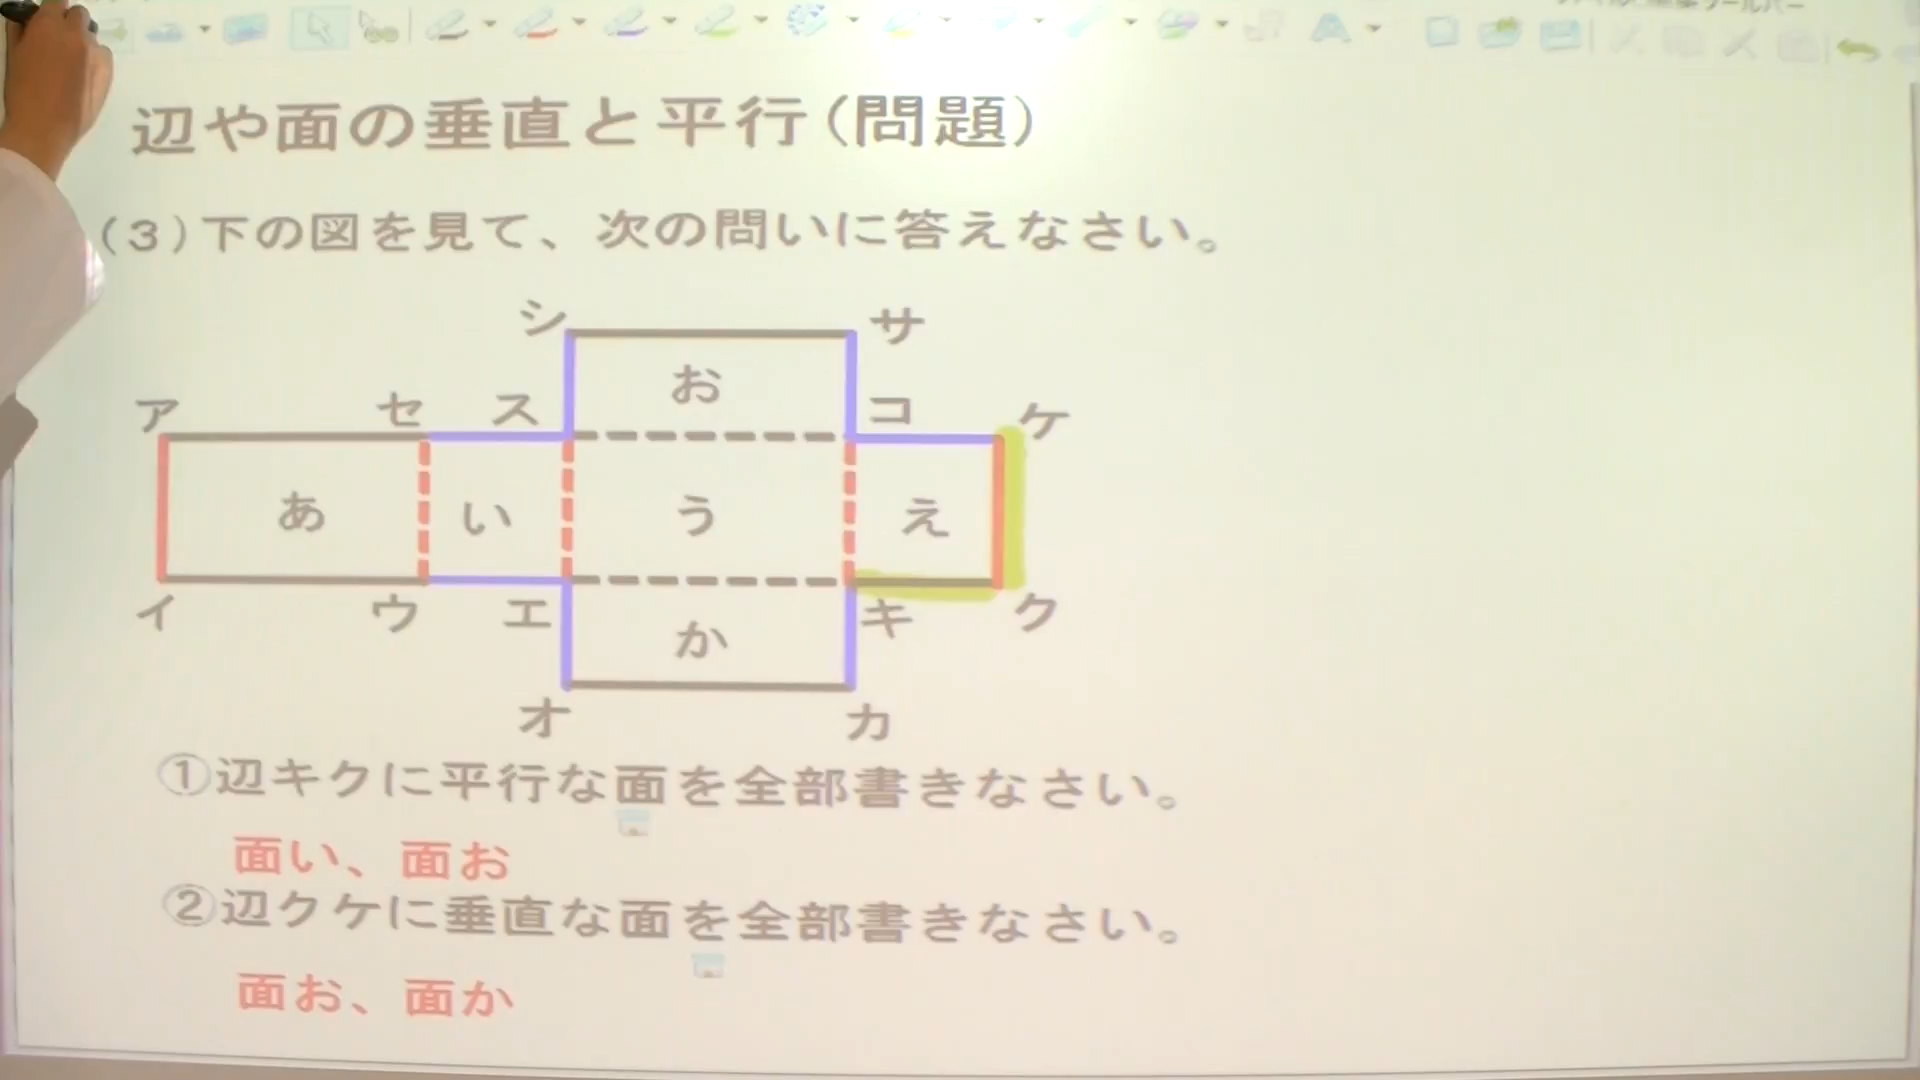 辺や面の垂直と平行(問題)
(3)下の図を見て、次の問いに答えなさい。
シ サ
お
ア セ ス コ ケ
あ い う え
イ ウ エ キ ク
か
オ カ
①辺キクに平行な面を全部書きなさい。
面い、面お
②辺クケに垂直な面を全部書きなさい。
面お、面か